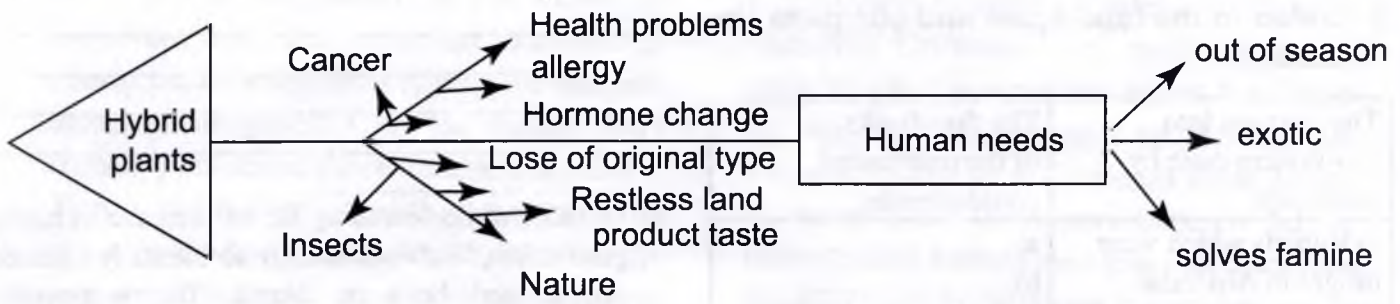 Health problems
Cancer
allergy
Hormone change
Hybrid
plants
Lose of original type
Restless land
product taste
Insects
Nature
Human needs
out of season
exotic
solves famine